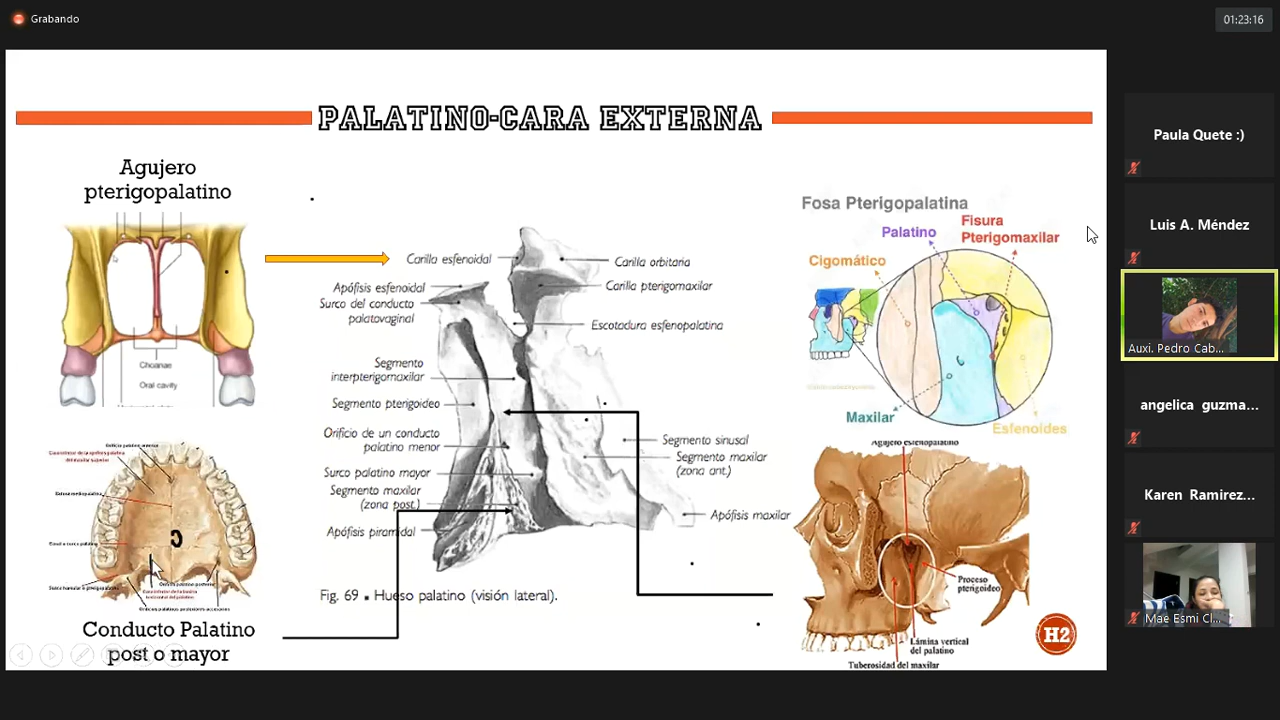 Grabando
01:23:16
PALATINO-CARA EXTERNA
Agujero
pterigopalatino
Choanae
Oral cavity
Conducto Palatino
post o mayor
Carilla esfenoidal
Apófisis esfenoidal
Surco del conducto
palatovaginal
Segmento
interpterigomaxilar
Segmento pterigoideo
Orificio de un conducto
palatino menor
Surco palatino mayor
Segmento maxilar
(zona post.)
Apófisis piramidal
Carilla orbitaria
Carilla pterigomaxilar
Escotadura esfenopalatina
Segmento sinusal
Segmento maxilar
(zona ant.)
Apófisis maxilar
Fig. 69 ▪ Hueso palatino (visión lateral).
Fosa Pterigopalatina
Fisura
Pterigomaxilar
Palatino
Cigomático
Maxilar
Esfenoides
Agujero esfenopalatino
Proceso
pterigoideo
Lámina vertical
del palatino
Tuberosidad del maxilar
H2
Paula Quete :)
Luis A. Méndez
Auxi. Pedro Cab...
angelica guzma...
Karen Ramirez...
Mae Esmi Cl...